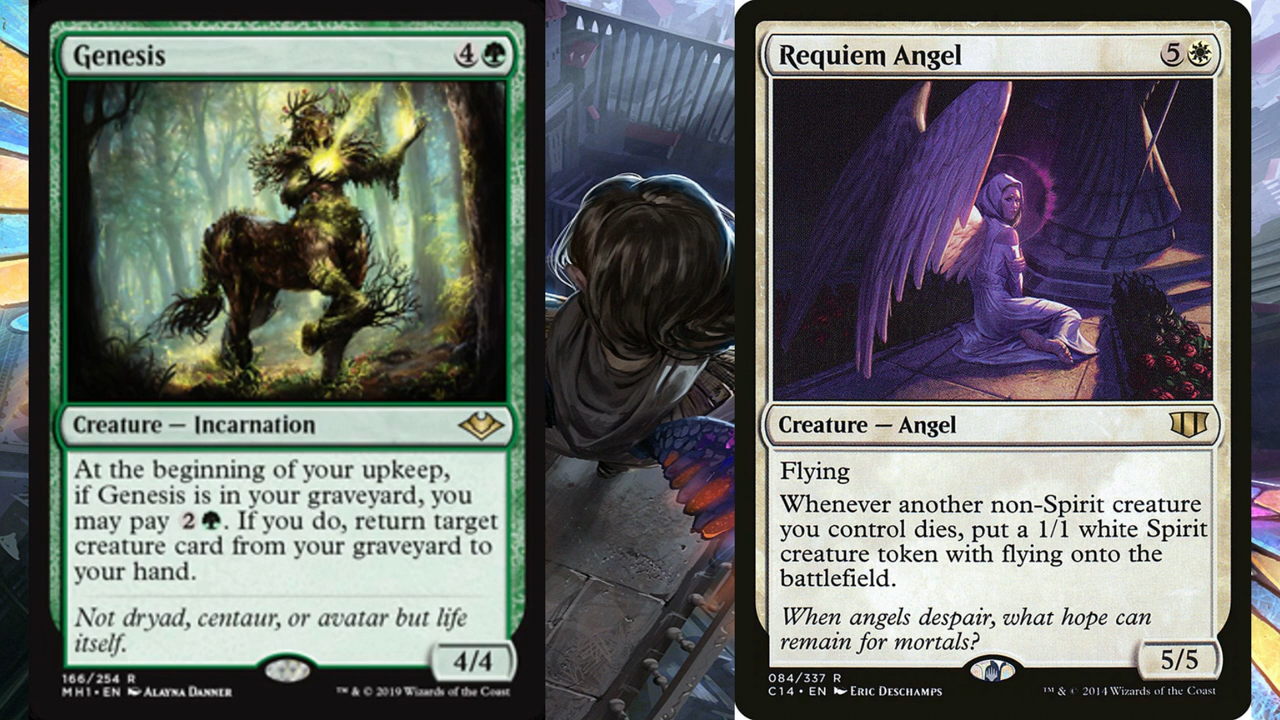 Genesis 4
Creature — Incarnation
At the beginning of your upkeep,
if Genesis is in your graveyard, you
may pay 2 . If you do, return target
creature card from your graveyard to
your hand.
Not dryad, centaur, or avatar but life
itself.
4/4
166/254 R
MH1 • EN Alayna Danner
™ & © 2019 Wizards of the Coast
Requiem Angel 5
Creature — Angel
Flying
Whenever another non-Spirit creature
you control dies, put a 1/1 white Spirit
creature token with flying onto the
battlefield.
When angels despair, what hope can
remain for mortals?
5/5
084/337 R
C14 • EN Eric Deschamps
™ & © 2014 Wizards of the Coast